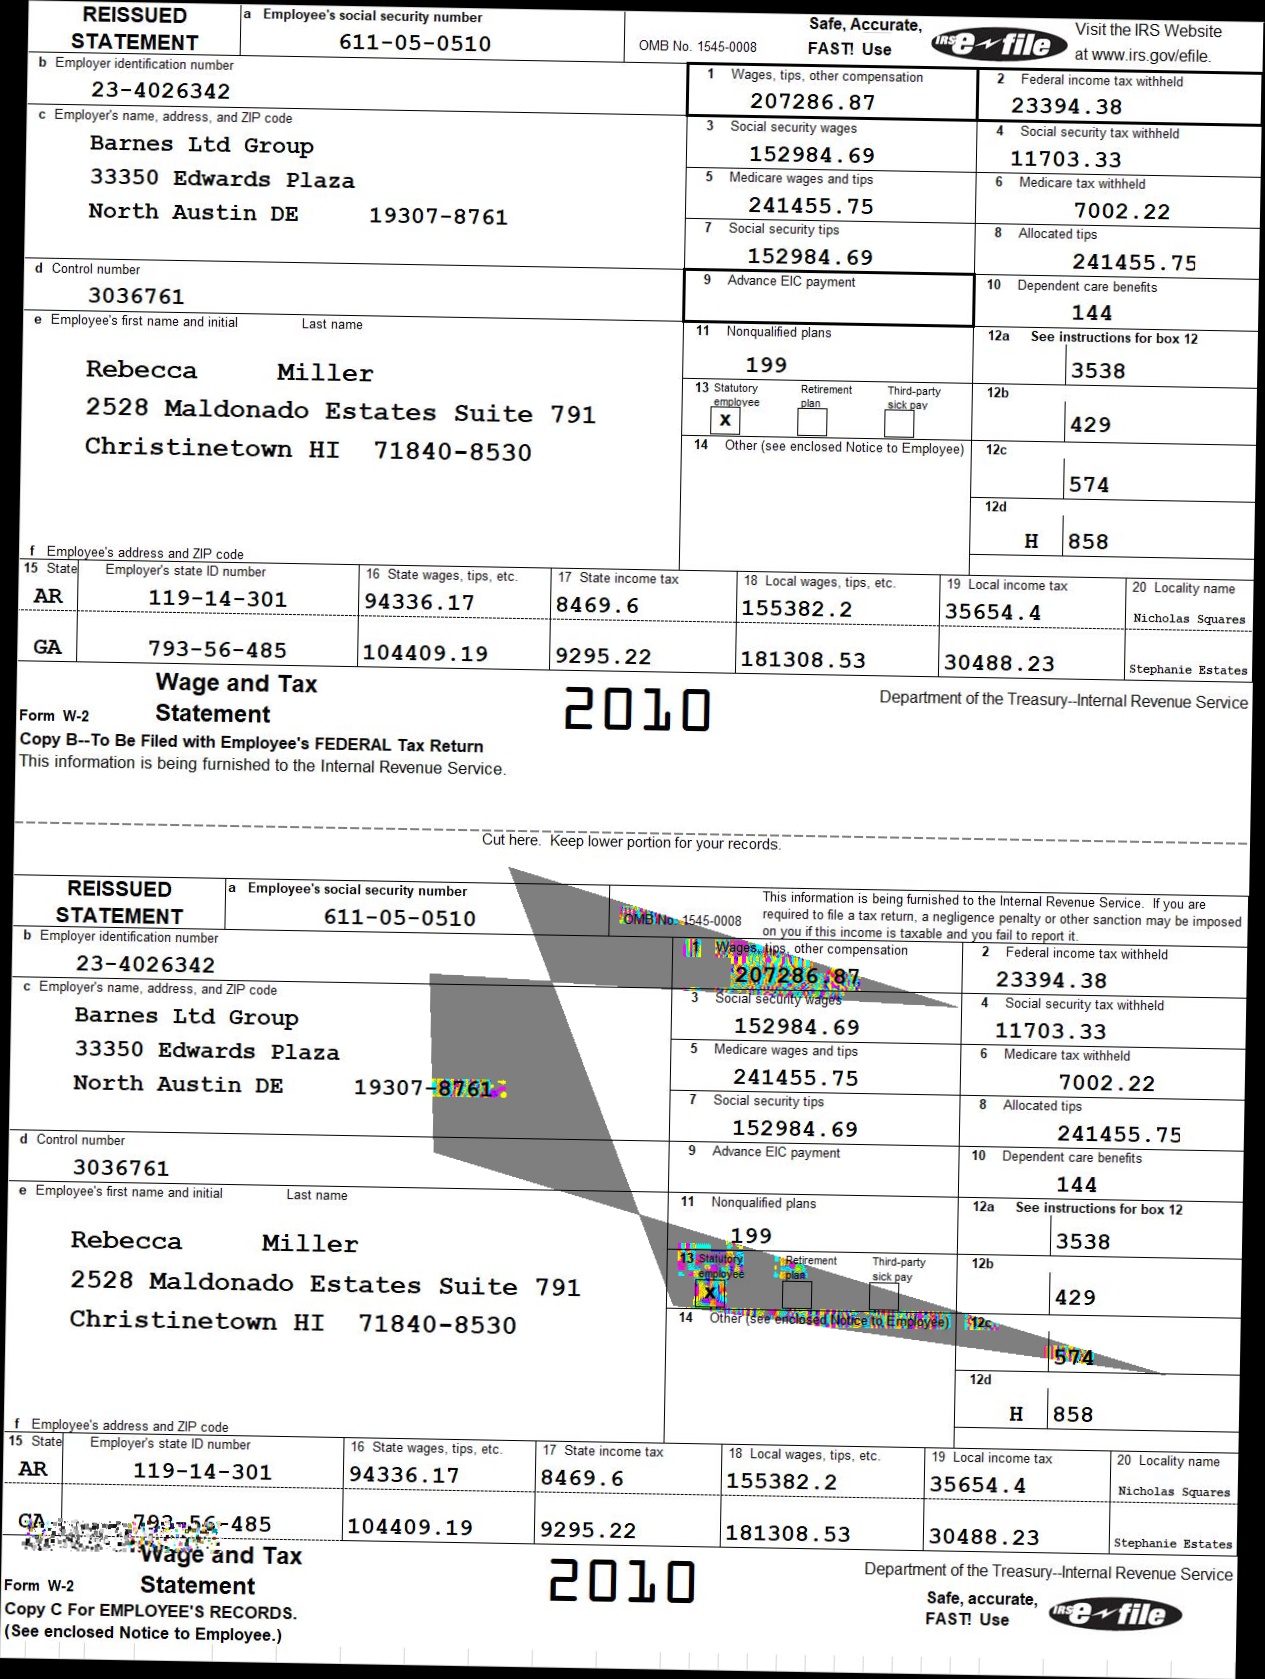 REISSUED STATEMENT
a Employee's social security number
611-05-0510
OMB No. 1545-0008
Safe, Accurate, FAST! Use
IRS e-file
Visit the IRS Website at www.irs.gov/efile.
b Employer identification number
23-4026342
1 Wages, tips, other compensation
207286.87
2 Federal income tax withheld
23394.38
c Employer's name, address, and ZIP code
Barnes Ltd Group
33350 Edwards Plaza
North Austin DE 19307-8761
3 Social security wages
152984.69
4 Social security tax withheld
11703.33
5 Medicare wages and tips
241455.75
6 Medicare tax withheld
7002.22
7 Social security tips
152984.69
8 Allocated tips
241455.75
d Control number
3036761
9 Advance EIC payment
10 Dependent care benefits
144
e Employee's first name and initial Last name
Rebecca Miller
2528 Maldonado Estates Suite 791
Christinetown HI 71840-8530
11 Nonqualified plans
199
12a See instructions for box 12
3538
13 Statutory employee Retirement plan Third-party sick pay
X
12b
429
14 Other (see enclosed Notice to Employee)
12c
574
12d
H 858
f Employee's address and ZIP code
15 State Employer's state ID number 16 State wages, tips, etc. 17 State income tax 18 Local wages, tips, etc. 19 Local income tax 20 Locality name
AR 119-14-301 94336.17 8469.6 155382.2 35654.4 Nicholas Squares
GA 793-56-485 104409.19 9295.22 181308.53 30488.23 Stephanie Estates
Form W-2 Wage and Tax Statement
2010
Department of the Treasury--Internal Revenue Service
Copy B--To Be Filed with Employee's FEDERAL Tax Return
This information is being furnished to the Internal Revenue Service.
Cut here. Keep lower portion for your records.
REISSUED STATEMENT
a Employee's social security number
611-05-0510
OMB No. 1545-0008
This information is being furnished to the Internal Revenue Service. If you are
required to file a tax return, a negligence penalty or other sanction may be imposed
on you if this income is taxable and you fail to report it.
b Employer identification number
23-4026342
1 Wages, tips, other compensation
207286.87
2 Federal income tax withheld
23394.38
c Employer's name, address, and ZIP code
Barnes Ltd Group
33350 Edwards Plaza
North Austin DE 19307-8761
3 Social security wages
152984.69
4 Social security tax withheld
11703.33
5 Medicare wages and tips
241455.75
6 Medicare tax withheld
7002.22
7 Social security tips
152984.69
8 Allocated tips
241455.75
d Control number
3036761
9 Advance EIC payment
10 Dependent care benefits
144
e Employee's first name and initial Last name
Rebecca Miller
2528 Maldonado Estates Suite 791
Christinetown HI 71840-8530
11 Nonqualified plans
199
12a See instructions for box 12
3538
13 Statutory employee Retirement plan Third-party sick pay
X
12b
429
14 Other (see enclosed Notice to Employee)
12c
574
12d
H 858
f Employee's address and ZIP code
15 State Employer's state ID number 16 State wages, tips, etc. 17 State income tax 18 Local wages, tips, etc. 19 Local income tax 20 Locality name
AR 119-14-301 94336.17 8469.6 155382.2 35654.4 Nicholas Squares
GA 793-56-485 104409.19 9295.22 181308.53 30488.23 Stephanie Estates
Form W-2 Wage and Tax Statement
2010
Department of the Treasury--Internal Revenue Service
Copy C For EMPLOYEE'S RECORDS.
(See enclosed Notice to Employee.)
Safe, accurate, FAST! Use
IRS e-file